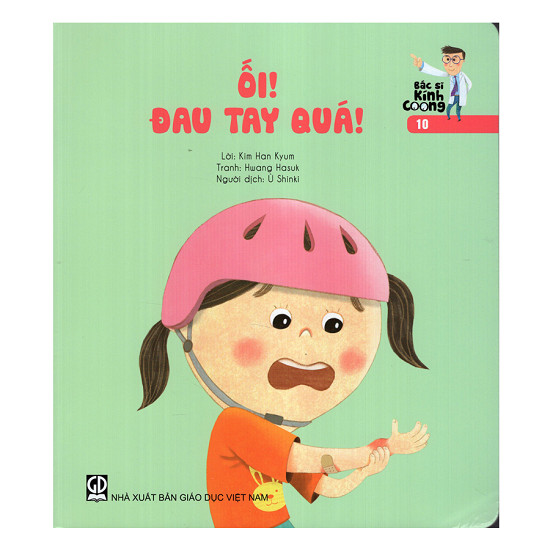 ỐI!
ĐAU TAY QUÁ!
Lời: Kim Han Kyum
Tranh: Hwang Hasuk
Người dịch: Ủ Shinki
Bác sĩ
Kính
Coong
10
NHÀ XUẤT BẢN GIÁO DỤC VIỆT NAM